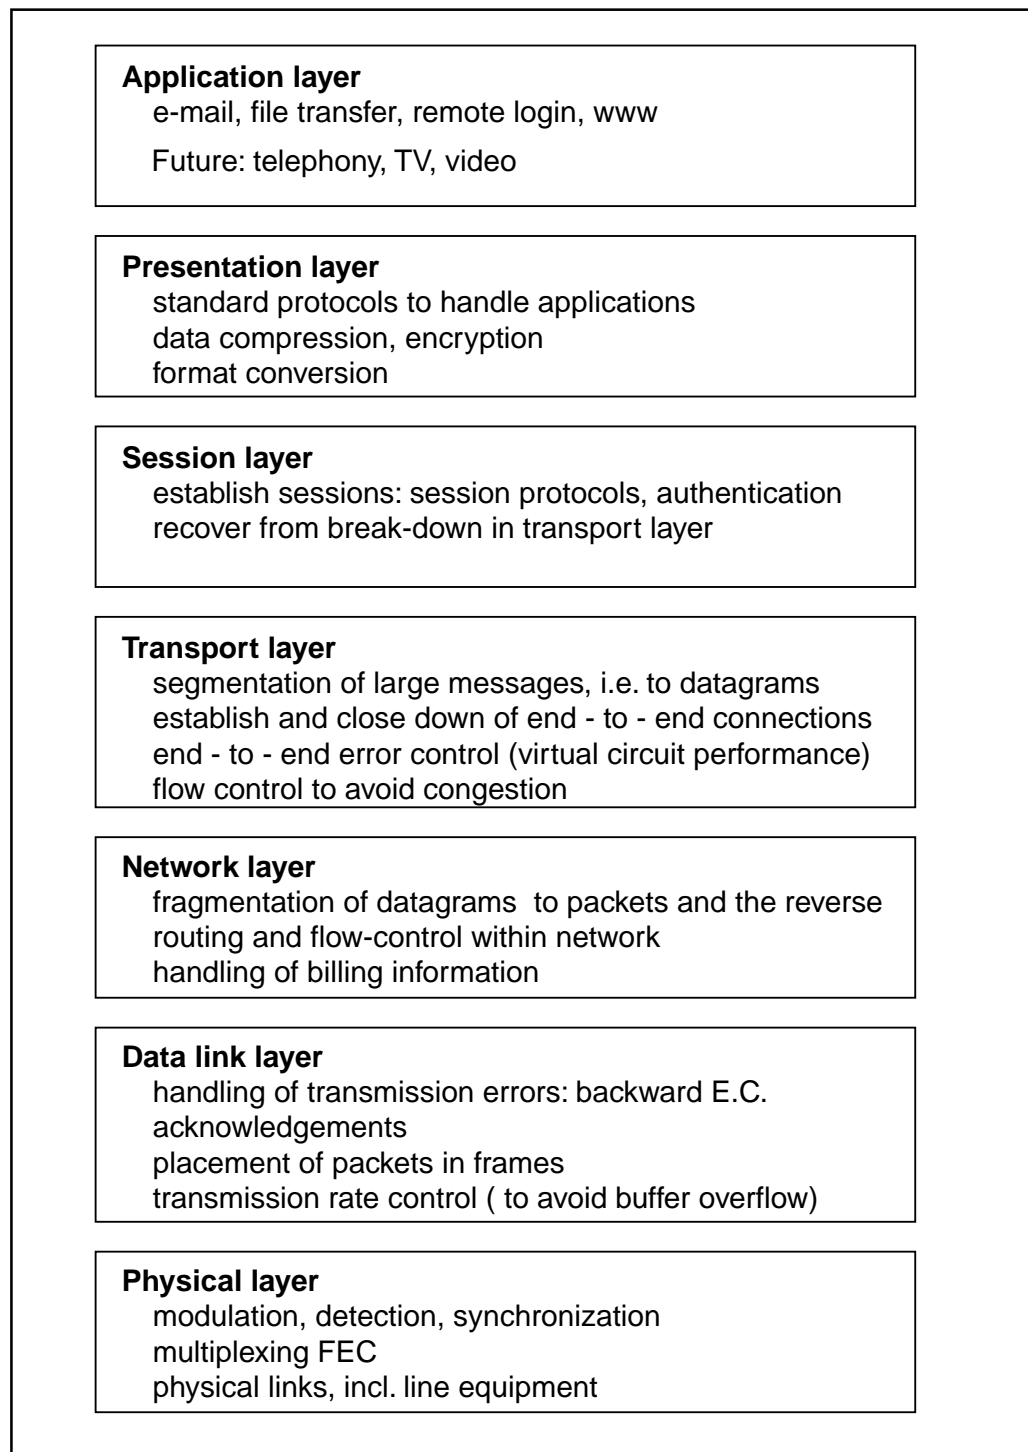 Application layer
e-mail, file transfer, remote login, www
Future: telephony, TV, video
Presentation layer
standard protocols to handle applications
data compression, encryption
format conversion
Session layer
establish sessions: session protocols, authentication
recover from break-down in transport layer
Transport layer
segmentation of large messages, i.e. to datagrams
establish and close down of end - to - end connections
end - to - end error control (virtual circuit performance)
flow control to avoid congestion
Network layer
fragmentation of datagrams  to packets and the reverse
routing and flow-control within network
handling of billing information
Data link layer
handling of transmission errors: backward E.C.
acknowledgements
placement of packets in frames
transmission rate control ( to avoid buffer overflow)
Physical layer
modulation, detection, synchronization
multiplexing FEC
physical links, incl. line equipment